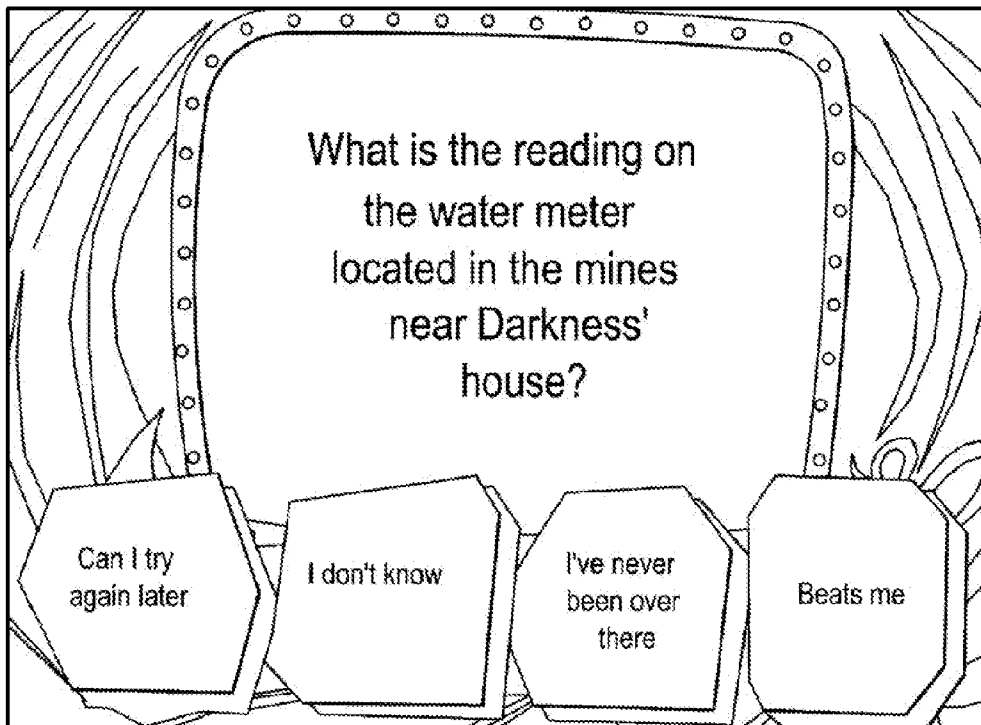 What is the reading on
the water meter
located in the mines
near Darkness'
house?
Can I try
again later
I don't know
I've never
been over
there
Beats me